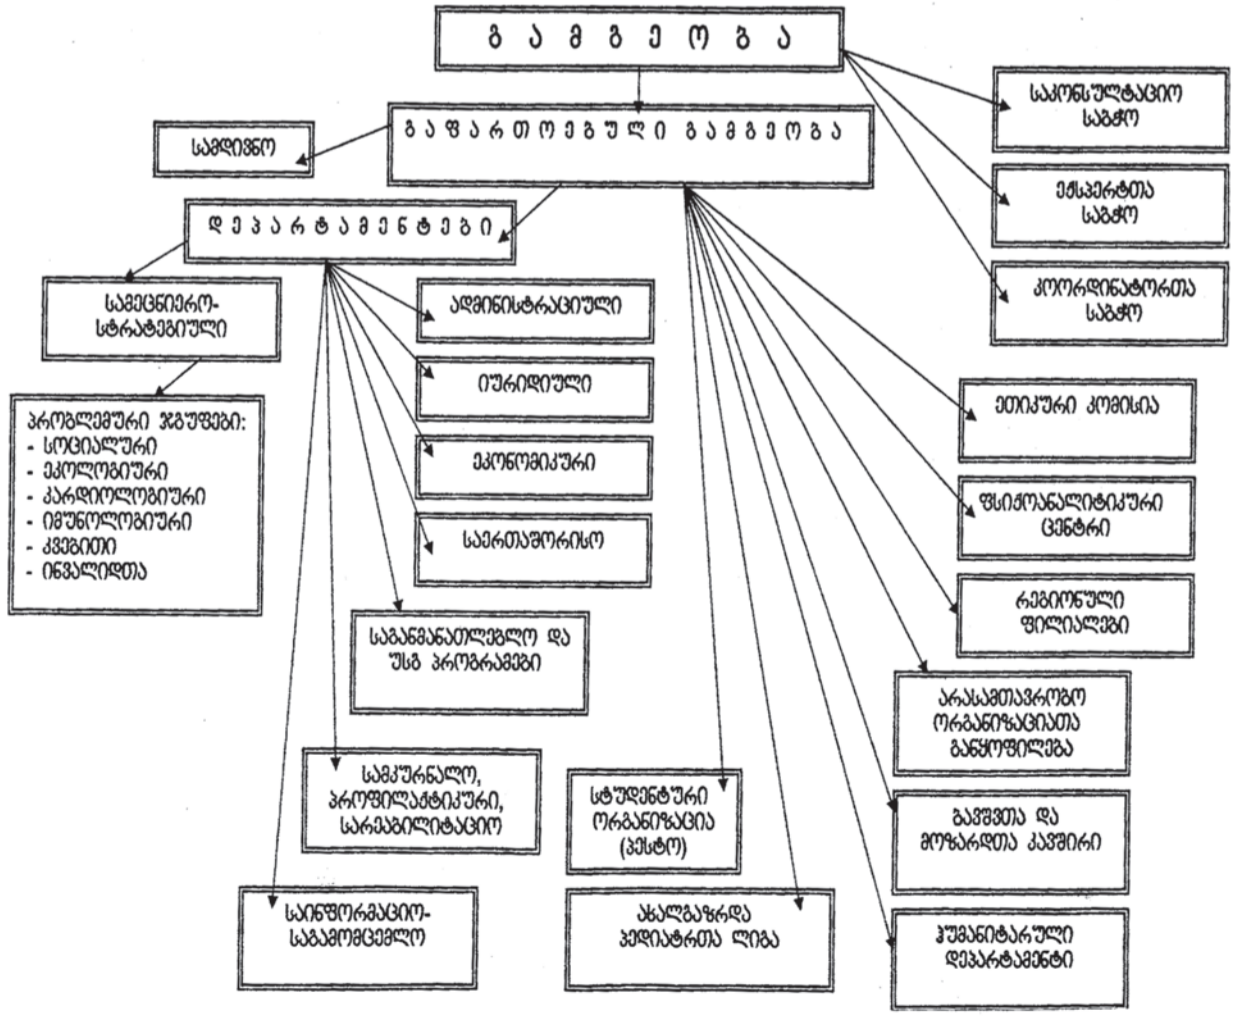 გ ა მ გ ე ო ბ ა
გ ა ფ ა რ თ ო ე ბ უ ლ ი გ ა მ გ ე ო ბ ა
სამდივნო
საკონსულტაციო
საბჭო
ექსპერტთა
საბჭო
კოორდინატორთა
საბჭო
დ ე პ ა რ ტ ა მ ე ნ ტ ე ბ ი
სამეცნიერო-
სტრატეგიული
პრობლემური ჯგუფები:
- სოციალური
- ეკოლოგიური
- კარდიოლოგიური
- იმუნოლოგიური
- კვებითი
- ინვალიდთა
ადმინისტრაციული
იურიდიული
ეკონომიკური
საერთაშორისო
საგანმანათლებლო და
უსგ პროგრამები
სამკურნალო,
პროფილაქტიკური,
სარეაბილიტაციო
საინფორმაციო-
საგამომცემლო
სტუდენტური
ორგანიზაცია
(პესტო)
ახალგაზრდა
პედიატრთა ლიგა
ეთიკური კომისია
ფსიქოანალიტიკური
ცენტრი
რეგიონული
ფილიალები
არასამთავრობო
ორგანიზაციათა
განყოფილება
ბავშვთა და
მოზარდთა კავშირი
ჰუმანიტარული
დეპარტამენტი